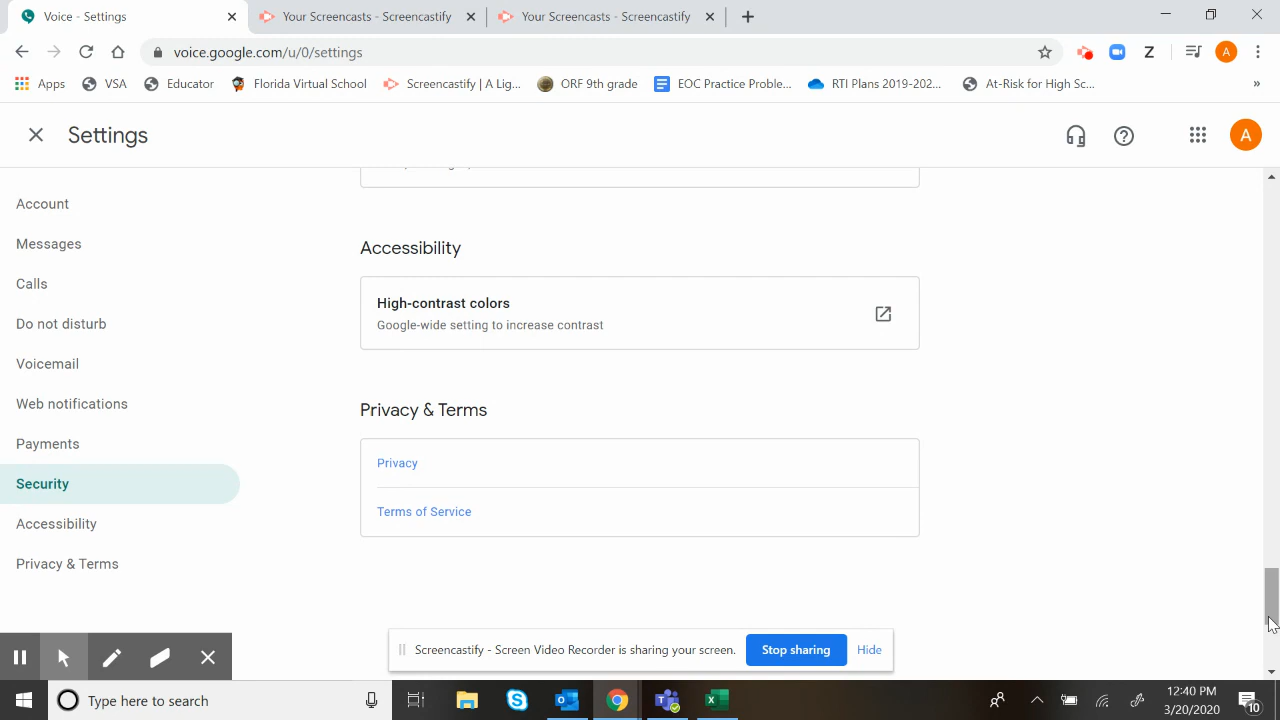 Voice - Settings
Your Screencasts - Screencastify
Your Screencasts - Screencastify
voice.google.com/u/0/settings
Z
A
Apps
VSA
Educator
Florida Virtual School
Screencastify | A Lig...
ORF 9th grade
EOC Practice Proble...
RTI Plans 2019-202...
At-Risk for High Sc...
»
Settings
A
Account
Messages
Calls
Do not disturb
Voicemail
Web notifications
Payments
Security
Accessibility
Privacy & Terms
Accessibility
High-contrast colors
Google-wide setting to increase contrast
Privacy & Terms
Privacy
Terms of Service
Screencastify - Screen Video Recorder is sharing your screen.
Stop sharing
Hide
Type here to search
12:40 PM
3/20/2020
10